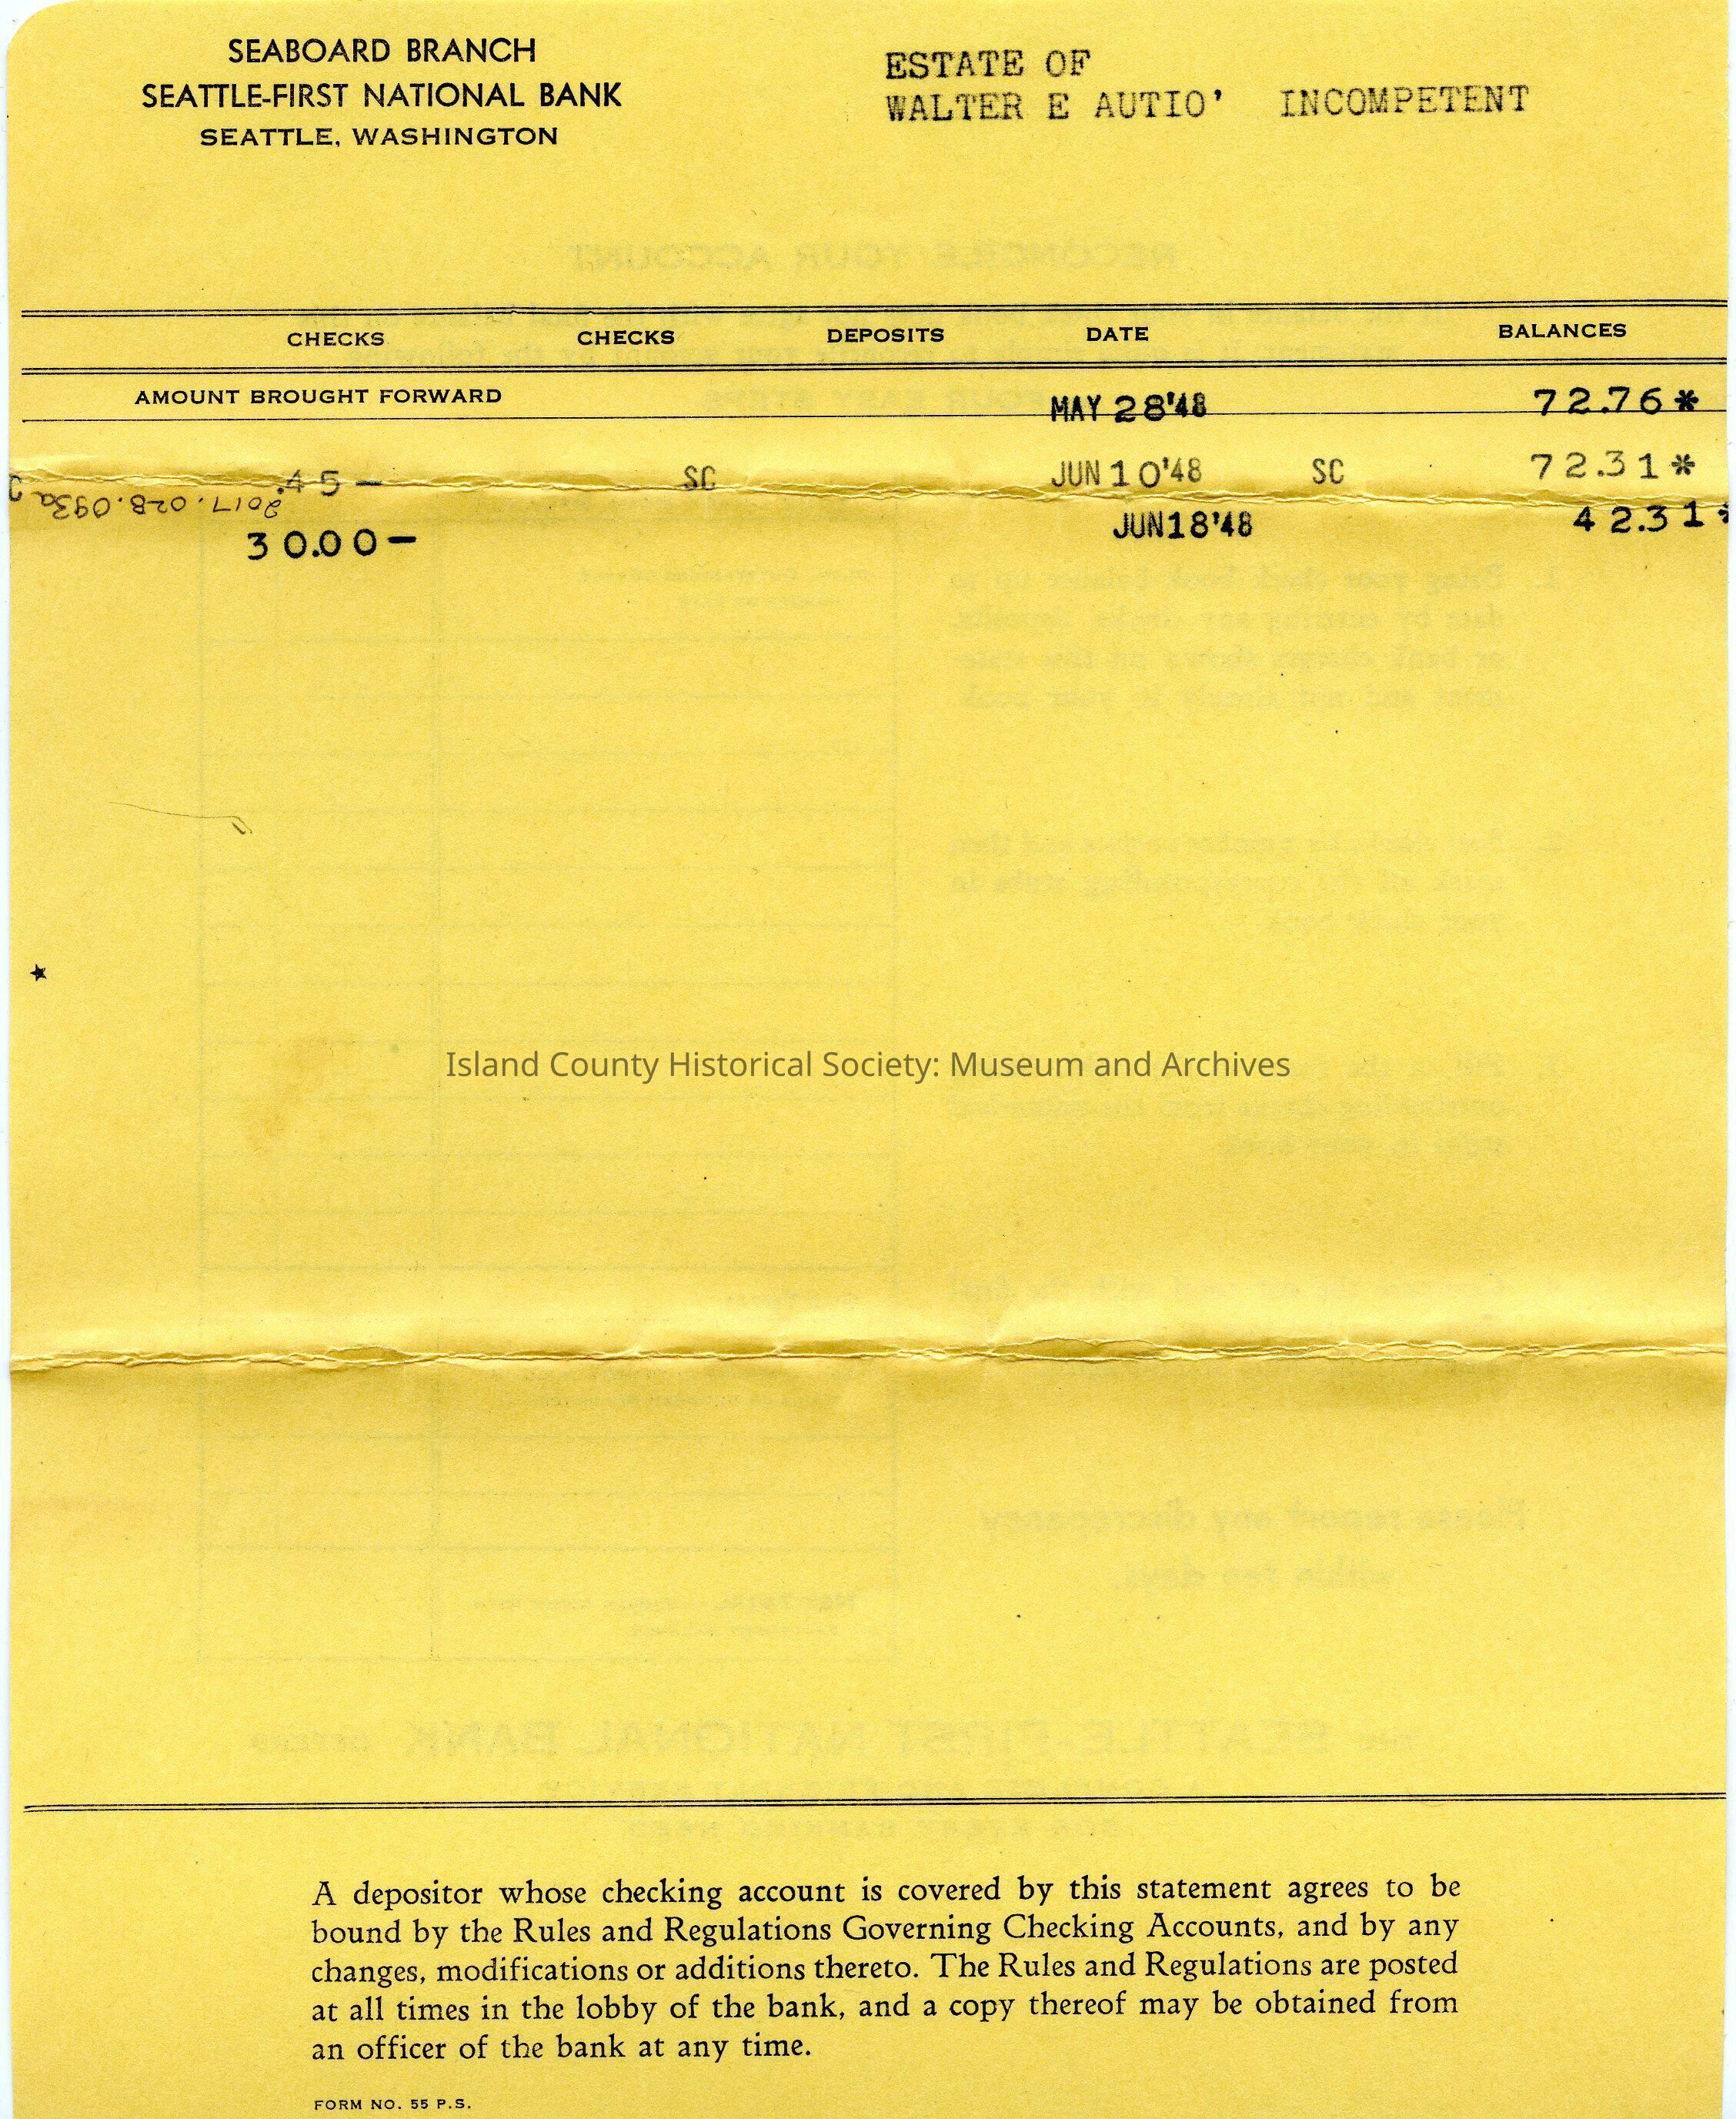 SEABOARD BRANCH
SEATTLE-FIRST NATIONAL BANK
SEATTLE, WASHINGTON
ESTATE OF
WALTER E AUTIO' INCOMPETENT
CHECKS CHECKS DEPOSITS DATE BALANCES
AMOUNT BROUGHT FORWARD MAY 28'48 72.76*
.45- SC JUN 10'48 SC 72.31*
2017.028.093a
30.00- JUN 18'48 42.31*
Island County Historical Society: Museum and Archives
A depositor whose checking account is covered by this statement agrees to be
bound by the Rules and Regulations Governing Checking Accounts, and by any
changes, modifications or additions thereto. The Rules and Regulations are posted
at all times in the lobby of the bank, and a copy thereof may be obtained from
an officer of the bank at any time.
FORM NO. 55 P.S.